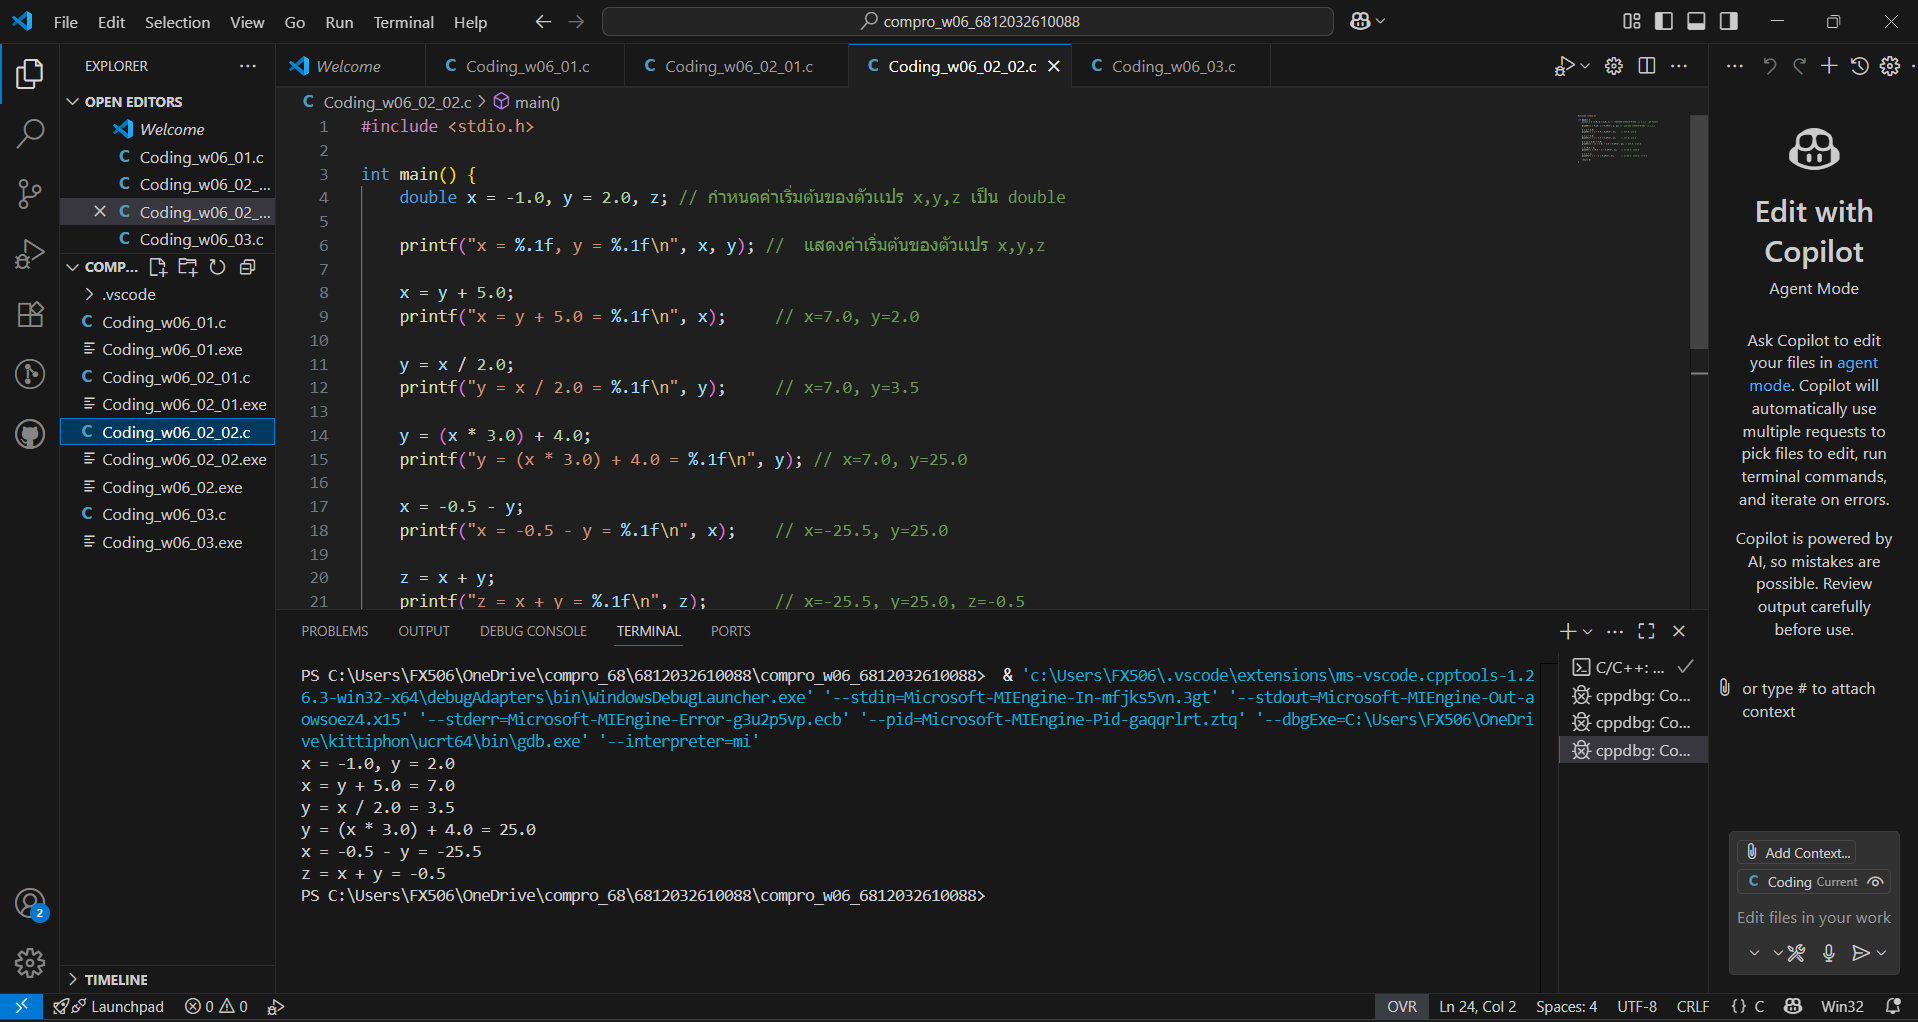 File Edit Selection View Go Run Terminal Help
compro_w06_6812032610088
EXPLORER
OPEN EDITORS
Welcome
Coding_w06_01.c
Coding_w06_02_...
Coding_w06_02_...
Coding_w06_03.c
COMP...
.vscode
C Coding_w06_01.c
Coding_w06_01.exe
C Coding_w06_02_01.c
Coding_w06_02_01.exe
C Coding_w06_02_02.c
Coding_w06_02_02.exe
Coding_w06_02.exe
C Coding_w06_03.c
Coding_w06_03.exe
TIMELINE
Welcome C Coding_w06_01.c C Coding_w06_02_01.c C Coding_w06_02_02.c C Coding_w06_03.c
C Coding_w06_02_02.c > main()
1 #include <stdio.h>
2
3 int main() {
4 double x = -1.0, y = 2.0, z; // กำหนดค่าเริ่มต้นของตัวแปร x,y,z เป็น double
5
6 printf("x = %.1f, y = %.1f\n", x, y); // แสดงค่าเริ่มต้นของตัวแปร x,y,z
7
8 x = y + 5.0;
9 printf("x = y + 5.0 = %.1f\n", x); // x=7.0, y=2.0
10
11 y = x / 2.0;
12 printf("y = x / 2.0 = %.1f\n", y); // x=7.0, y=3.5
13
14 y = (x * 3.0) + 4.0;
15 printf("y = (x * 3.0) + 4.0 = %.1f\n", y); // x=7.0, y=25.0
16
17 x = -0.5 - y;
18 printf("x = -0.5 - y = %.1f\n", x); // x=-25.5, y=25.0
19
20 z = x + y;
21 printf("z = x + y = %.1f\n", z); // x=-25.5, y=25.0, z=-0.5
PROBLEMS OUTPUT DEBUG CONSOLE TERMINAL PORTS
PS C:\Users\FX506\OneDrive\compro_68\6812032610088\compro_w06_6812032610088> & 'c:\Users\FX506\.vscode\extensions\ms-vscode.cpptools-1.2
6.3-win32-x64\debugAdapters\bin\WindowsDebugLauncher.exe' '--stdin=Microsoft-MIEngine-In-mfjks5vn.3gt' '--stdout=Microsoft-MIEngine-Out-a
owsoez4.x15' '--stderr=Microsoft-MIEngine-Error-g3u2p5vp.ecb' '--pid=Microsoft-MIEngine-Pid-gaqqrlrt.ztq' '--dbgExe=C:\Users\FX506\OneDri
ve\kittiphon\ucrt64\bin\gdb.exe' '--interpreter=mi'
x = -1.0, y = 2.0
x = y + 5.0 = 7.0
y = x / 2.0 = 3.5
y = (x * 3.0) + 4.0 = 25.0
x = -0.5 - y = -25.5
z = x + y = -0.5
PS C:\Users\FX506\OneDrive\compro_68\6812032610088\compro_w06_6812032610088>
C/C++: ...
cppdbg: Co...
cppdbg: Co...
cppdbg: Co...
Edit with
Copilot
Agent Mode
Ask Copilot to edit
your files in agent
mode. Copilot will
automatically use
multiple requests to
pick files to edit, run
terminal commands,
and iterate on errors.
Copilot is powered by
AI, so mistakes are
possible. Review
output carefully
before use.
or type # to attach
context
Add Context...
C Coding Current
Edit files in your work
2
Launchpad 0 0 OVR Ln 24, Col 2 Spaces: 4 UTF-8 CRLF {} C Win32